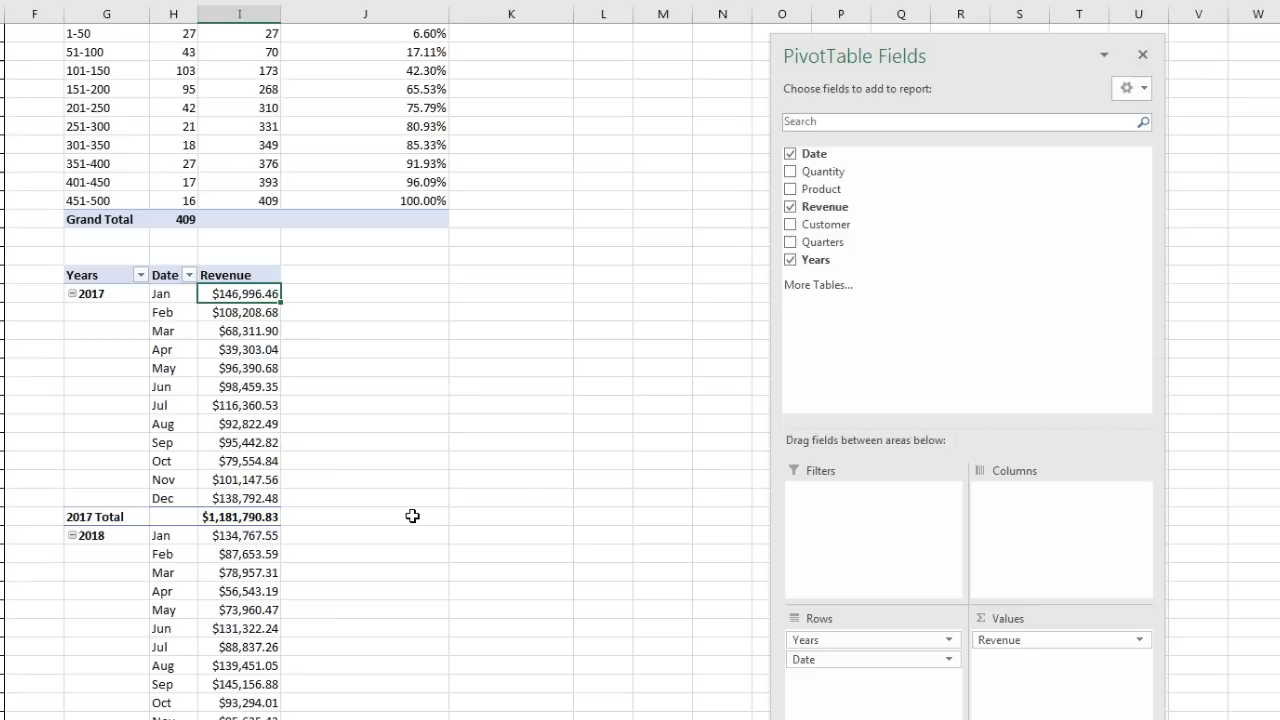 F G H I J K L M N O P Q R S T U V W
1-50 27 27 6.60%
51-100 43 70 17.11%
101-150 103 173 42.30%
151-200 95 268 65.53%
201-250 42 310 75.79%
251-300 21 331 80.93%
301-350 18 349 85.33%
351-400 27 376 91.93%
401-450 17 393 96.09%
451-500 16 409 100.00%
Grand Total 409
Years Date Revenue
2017 Jan $146,996.46
Feb $108,208.68
Mar $68,311.90
Apr $39,303.04
May $96,390.68
Jun $98,459.35
Jul $116,360.53
Aug $92,822.49
Sep $95,442.82
Oct $79,554.84
Nov $101,147.56
Dec $138,792.48
2017 Total $1,181,790.83
2018 Jan $134,767.55
Feb $87,653.59
Mar $78,957.31
Apr $56,543.19
May $73,960.47
Jun $131,322.24
Jul $88,837.26
Aug $139,451.05
Sep $145,156.88
Oct $93,294.01
PivotTable Fields
Choose fields to add to report:
Search
Date
Quantity
Product
Revenue
Customer
Quarters
Years
More Tables...
Drag fields between areas below:
Filters Columns
Rows Values
Years Revenue
Date